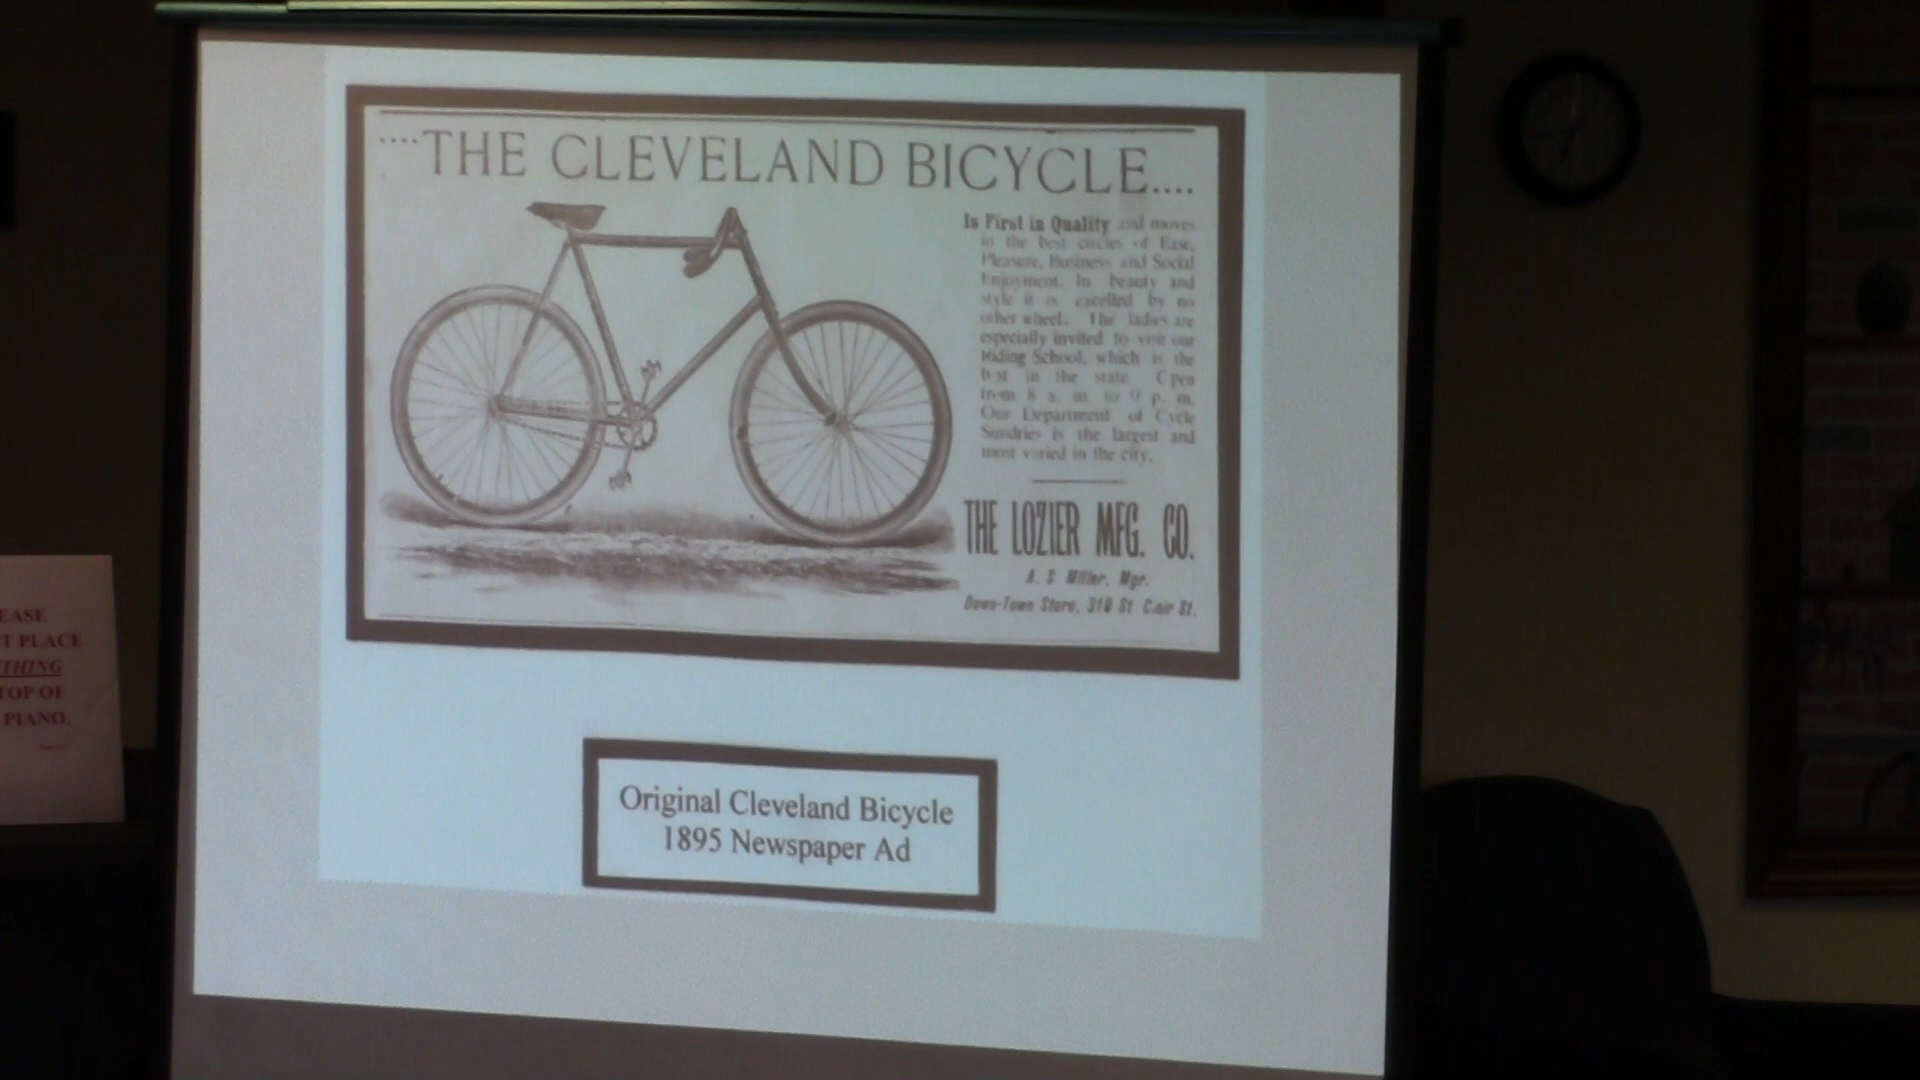 ....THE CLEVELAND BICYCLE....
Is First in Quality and moves
in the best circles of Ease,
Pleasure, Business and Social
Enjoyment. In beauty and
style it is excelled by no
other wheel. The ladies are
especially invited to visit our
Riding School, which is the
b st in the state Open
from 8 a. m. to 9 p. m.
Our Department of Cycle
Sundries is the largest and
most varied in the city.
THE LOZIER MFG. CO.
A. S Miller, Mgr.
Down-Town Store, 319 St C air St.
Original Cleveland Bicycle
1895 Newspaper Ad
EASE
T PLACE
THING
TOP OF
PIANO.